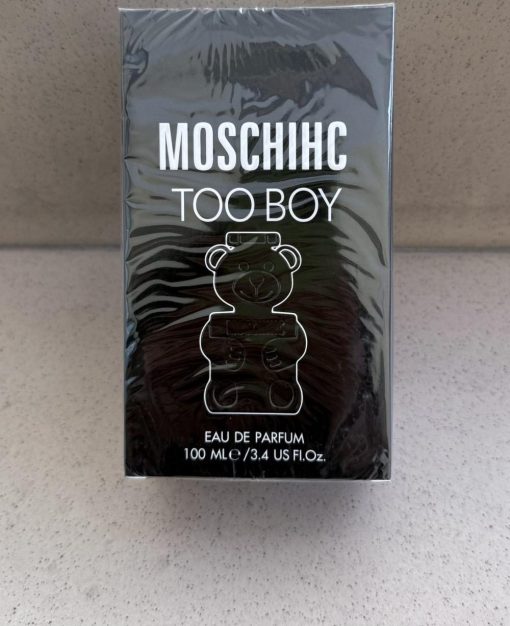 MOSCHIHC
TOO BOY
EAU DE PARFUM
100 ML ℮ /3.4 US Fl.Oz.